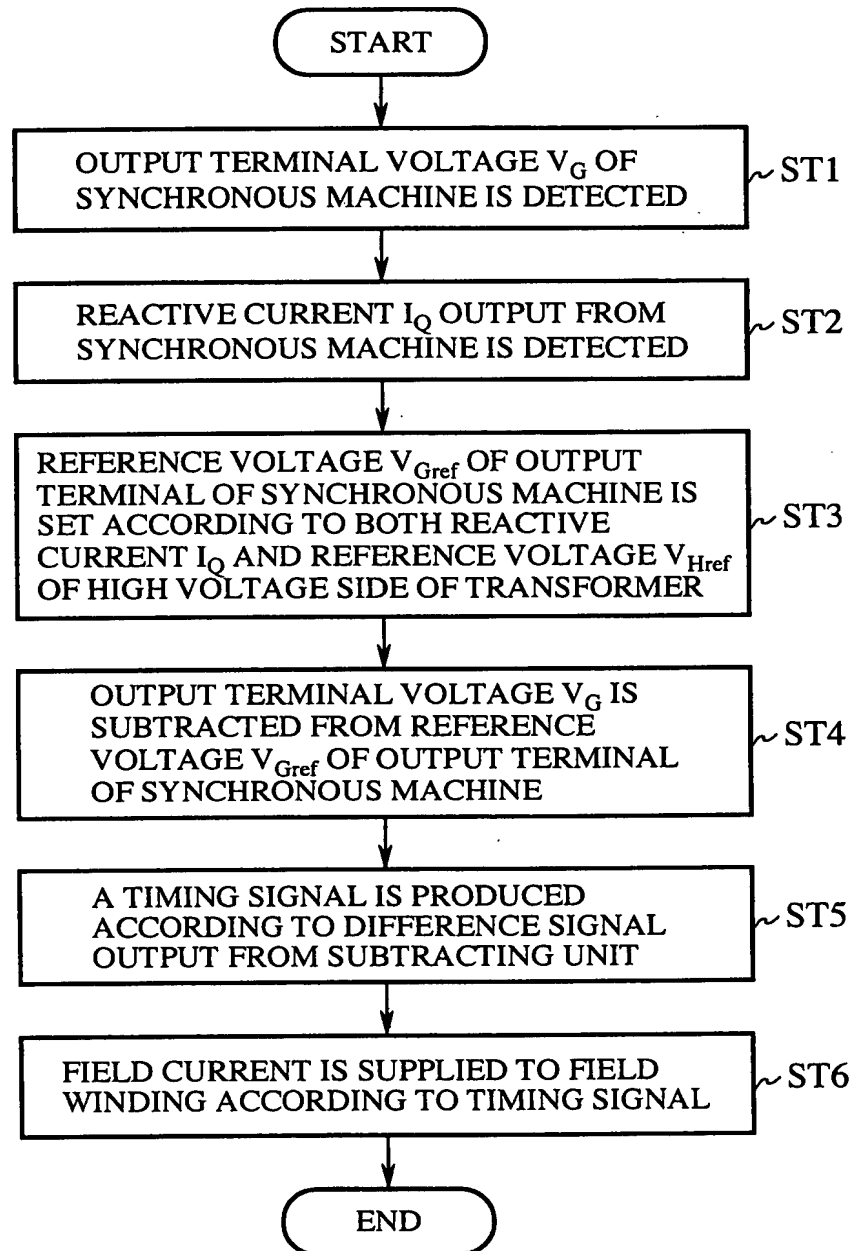 START
OUTPUT TERMINAL VOLTAGE V_G OF
SYNCHRONOUS MACHINE IS DETECTED
ST1
REACTIVE CURRENT I_Q OUTPUT FROM
SYNCHRONOUS MACHINE IS DETECTED
ST2
REFERENCE VOLTAGE V_Gref OF OUTPUT
TERMINAL OF SYNCHRONOUS MACHINE IS
SET ACCORDING TO BOTH REACTIVE
CURRENT I_Q AND REFERENCE VOLTAGE V_Href
OF HIGH VOLTAGE SIDE OF TRANSFORMER
ST3
OUTPUT TERMINAL VOLTAGE V_G IS
SUBTRACTED FROM REFERENCE
VOLTAGE V_Gref OF OUTPUT TERMINAL
OF SYNCHRONOUS MACHINE
ST4
A TIMING SIGNAL IS PRODUCED
ACCORDING TO DIFFERENCE SIGNAL
OUTPUT FROM SUBTRACTING UNIT
ST5
FIELD CURRENT IS SUPPLIED TO FIELD
WINDING ACCORDING TO TIMING SIGNAL
ST6
END